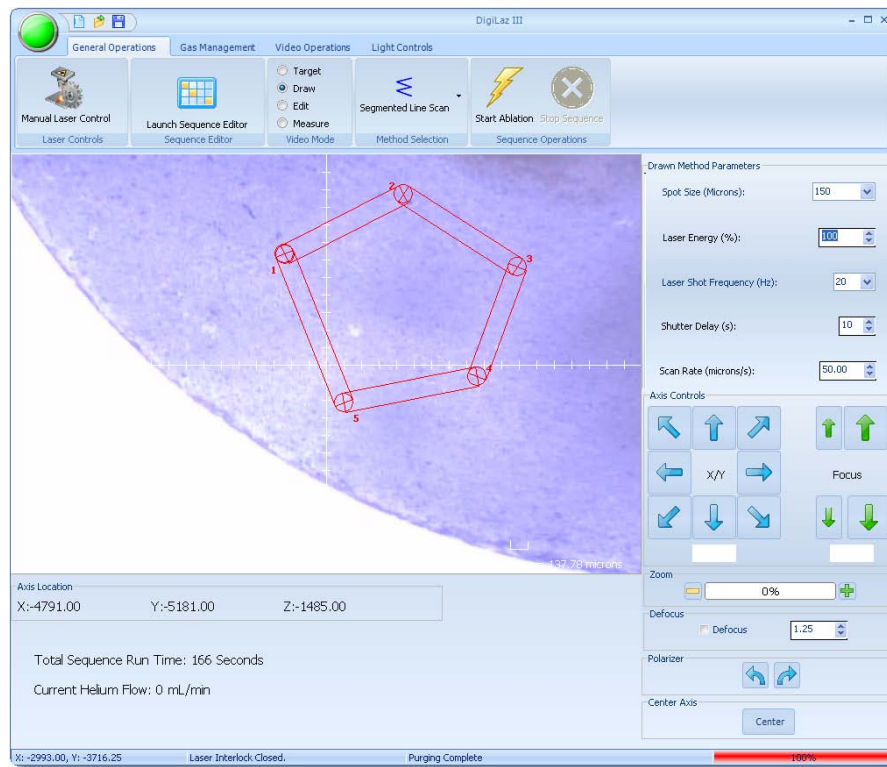 DigiLaz III
General Operations Gas Management Video Operations Light Controls
Manual Laser Control
Laser Controls
Launch Sequence Editor
Sequence Editor
Target
Draw
Edit
Measure
Video Mode
Segmented Line Scan
Method Selection
Start Ablation Stop Sequence
Sequence Operations
1
2
3
4
5
137.78 microns
Drawn Method Parameters
Spot Size (Microns): 150
Laser Energy (%): 100
Laser Shot Frequency (Hz): 20
Shutter Delay (s): 10
Scan Rate (microns/s): 50.00
Axis Controls
X/Y Focus
Zoom
0%
Defocus
Defocus 1.25
Polarizer
Center Axis
Center
Axis Location
X:-4791.00 Y:-5181.00 Z:-1485.00
Total Sequence Run Time: 166 Seconds
Current Helium Flow: 0 mL/min
X: -2993.00, Y: -3716.25 Laser Interlock Closed. Purging Complete 100%